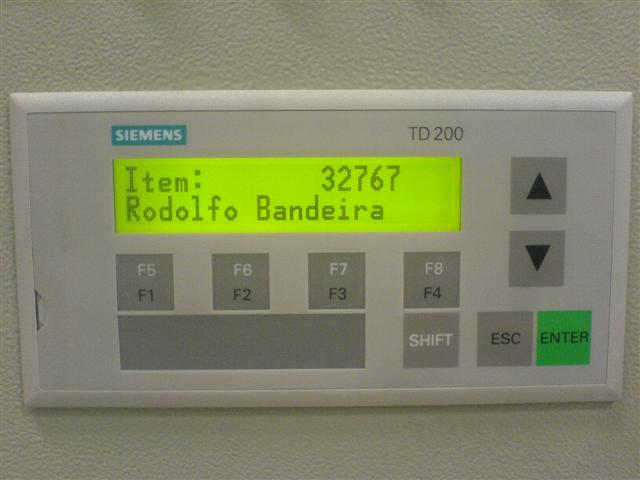 SIEMENS
TD 200
Item: 32767
Rodolfo Bandeira
F5 F6 F7 F8
F1 F2 F3 F4
SHIFT ESC ENTER